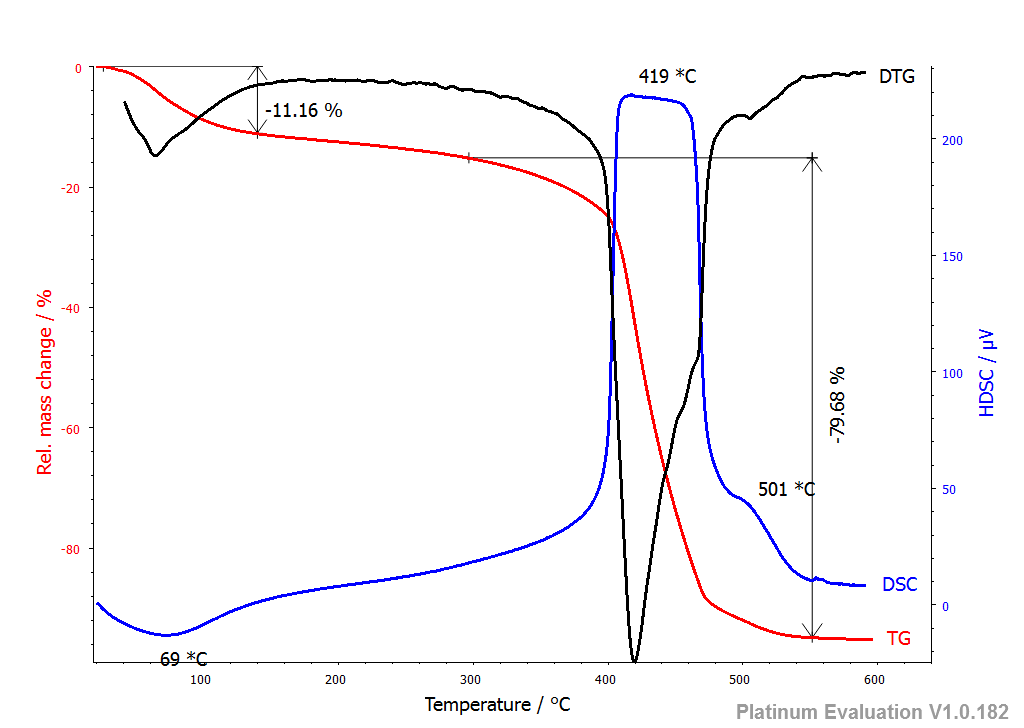 419 *C
DTG
0
-11.16 %
200
-20
150
-40
Rel. mass change / %
HDSC / µV
100
-79.68 %
-60
501 *C
50
-80
DSC
0
TG
69 *C
100
200
300
400
500
600
Temperature / °C
Platinum Evaluation V1.0.182